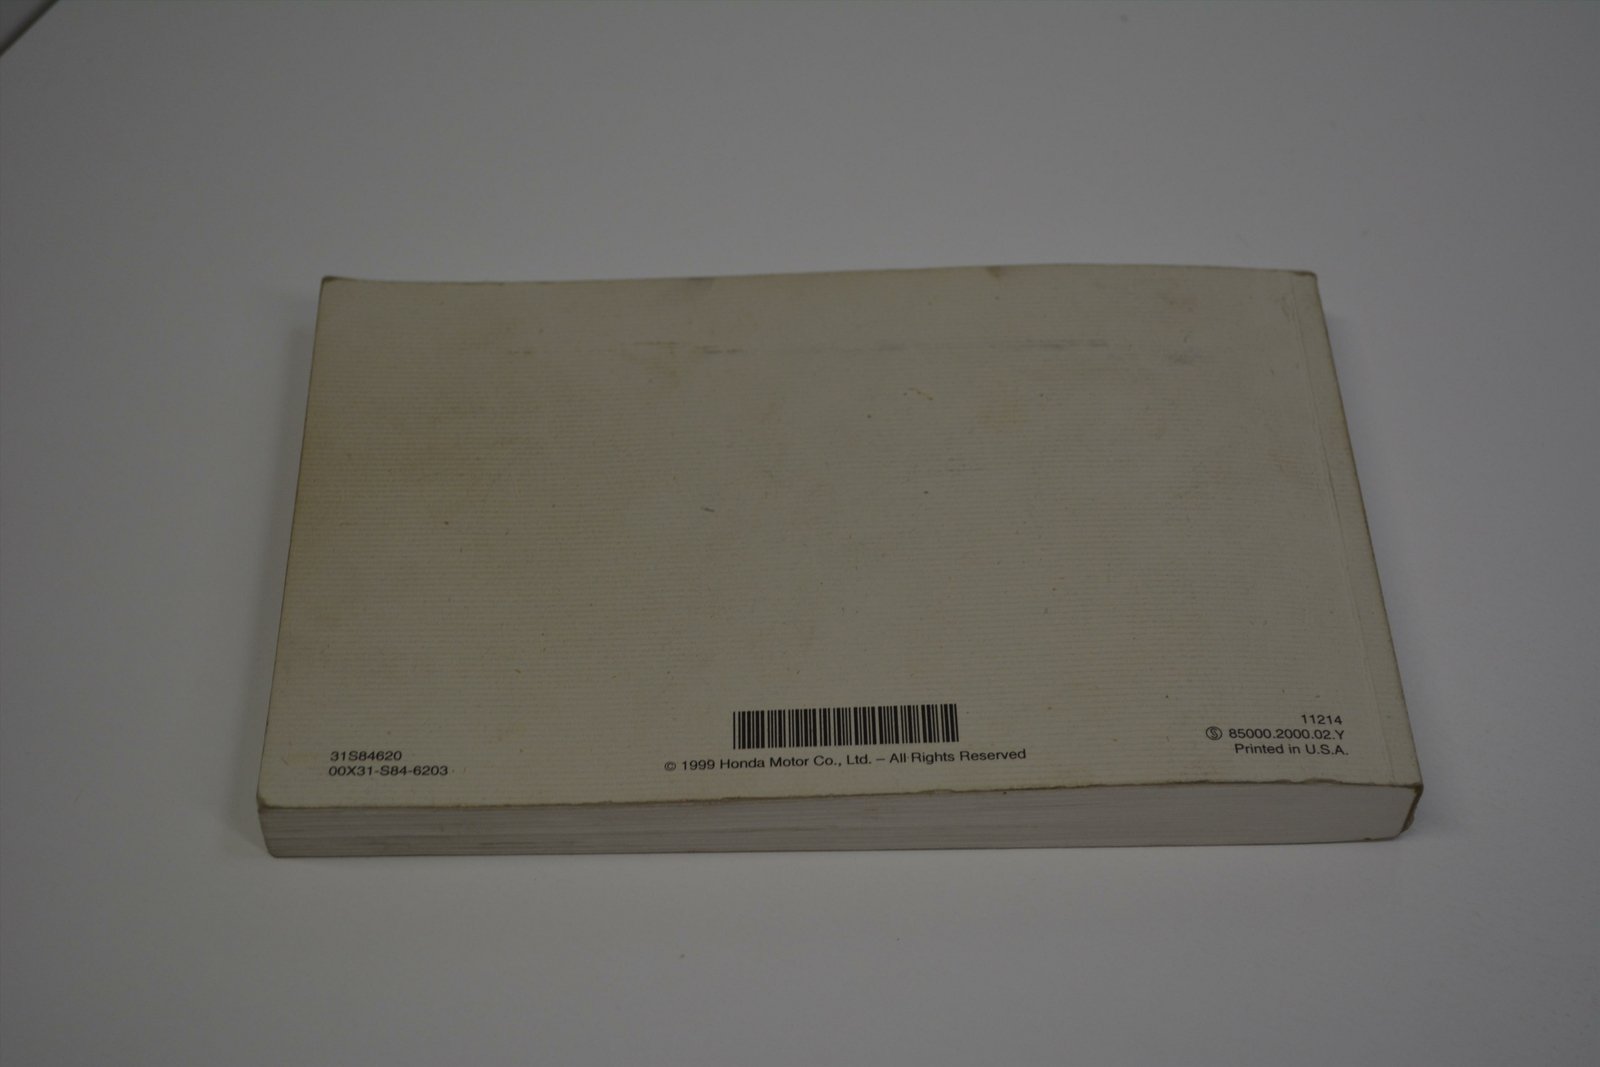 31S84620
00X31-S84-6203
© 1999 Honda Motor Co., Ltd. – All Rights Reserved
11214
Ⓢ 85000.2000.02.Y
Printed in U.S.A.